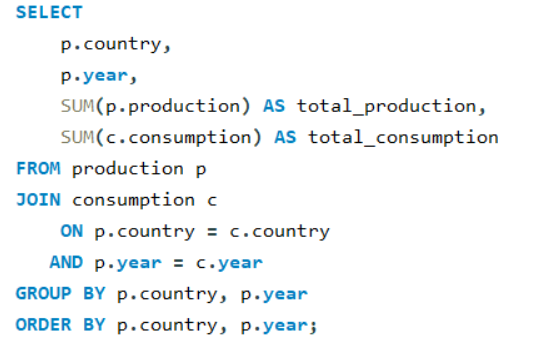 SELECT
p.country,
p.year,
SUM(p.production) AS total_production,
SUM(c.consumption) AS total_consumption
FROM production p
JOIN consumption c
ON p.country = c.country
AND p.year = c.year
GROUP BY p.country, p.year
ORDER BY p.country, p.year;